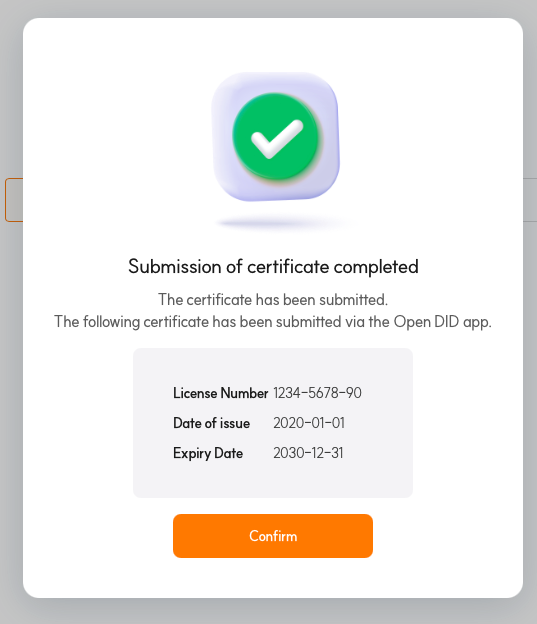 Submission of certificate completed
The certificate has been submitted.
The following certificate has been submitted via the Open DID app.
License Number 1234-5678-90
Date of issue 2020-01-01
Expiry Date 2030-12-31
Confirm